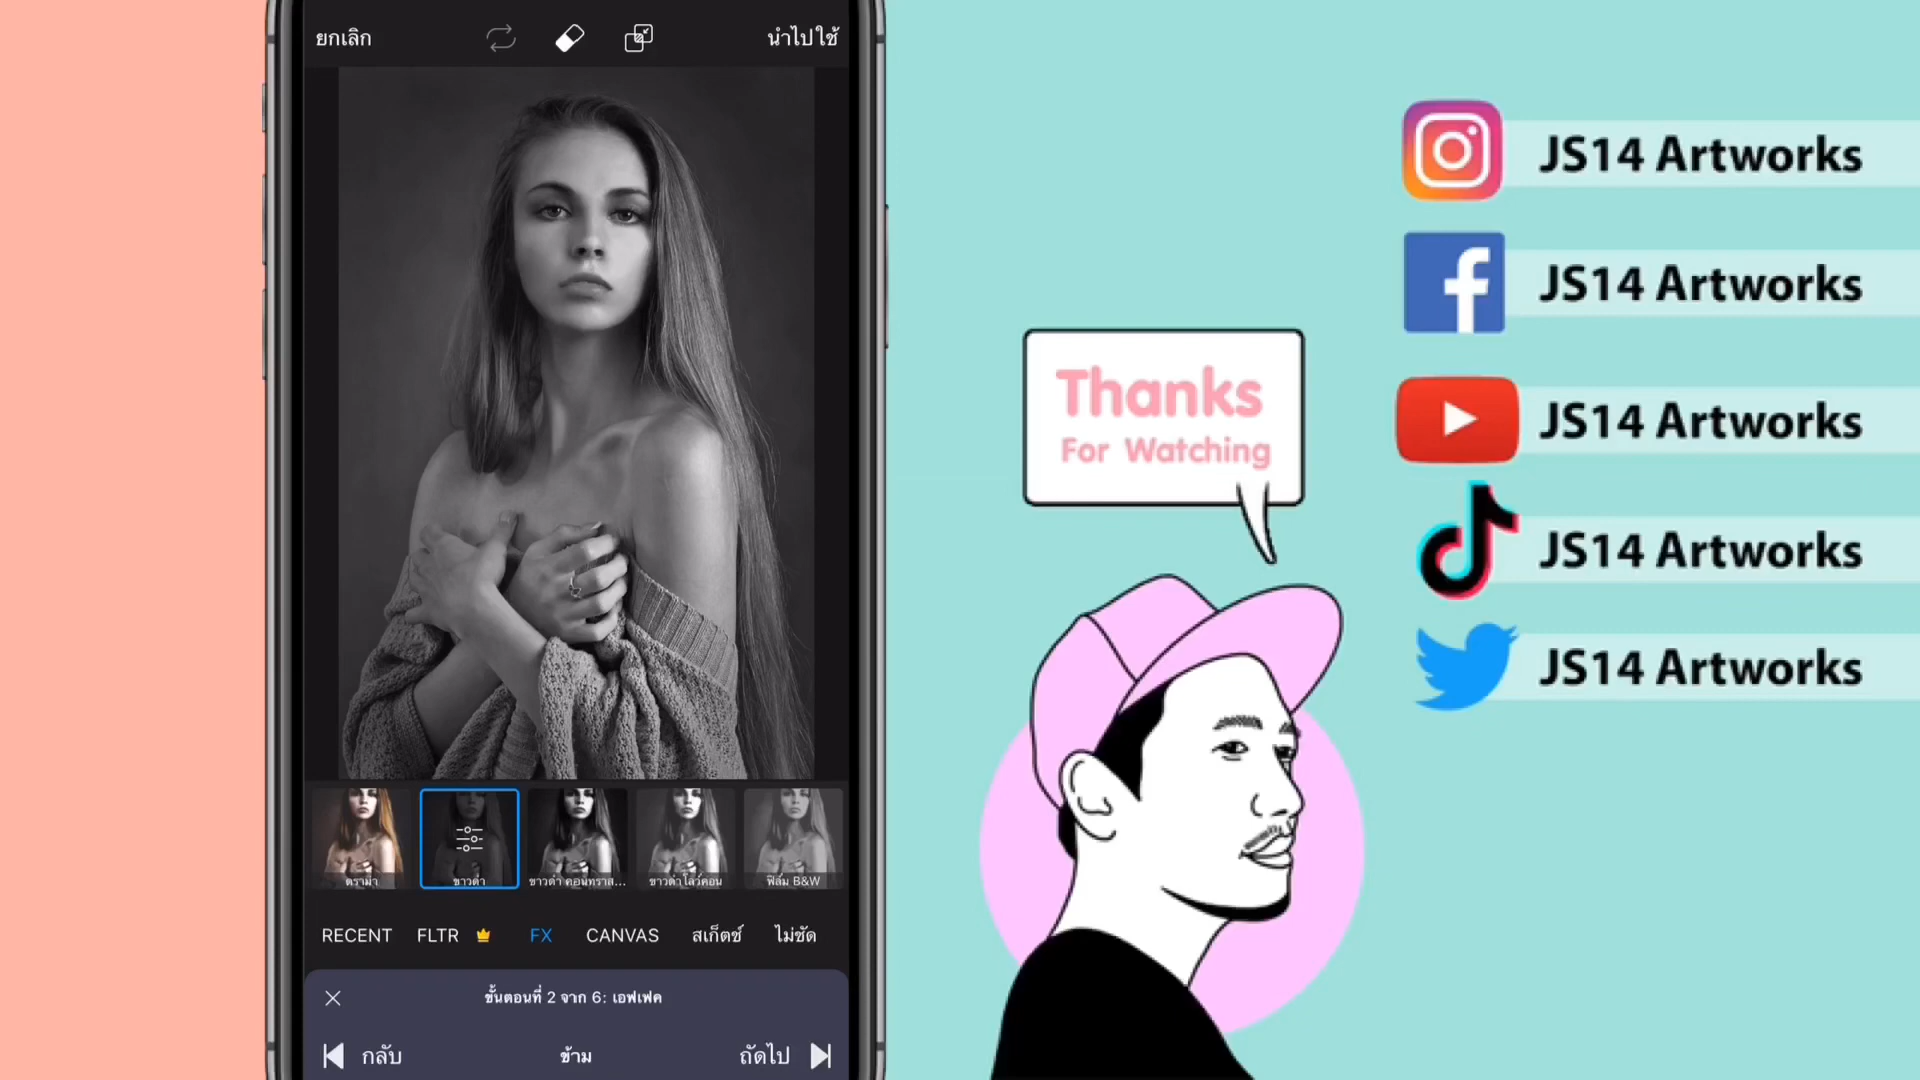 ยกเลิก
นำไปใช้
ดราม่า
ขาวดำ
ขาวดำ คอนทราส...
ขาวดำโลว์คอน
ฟิล์ม B&W
RECENT
FLTR
FX
CANVAS
สเก็ตช์
ไม่ชัด
ขั้นตอนที่ 2 จาก 6: เอฟเฟค
กลับ
ข้าม
ถัดไป
Thanks
For Watching
JS14 Artworks
JS14 Artworks
JS14 Artworks
JS14 Artworks
JS14 Artworks